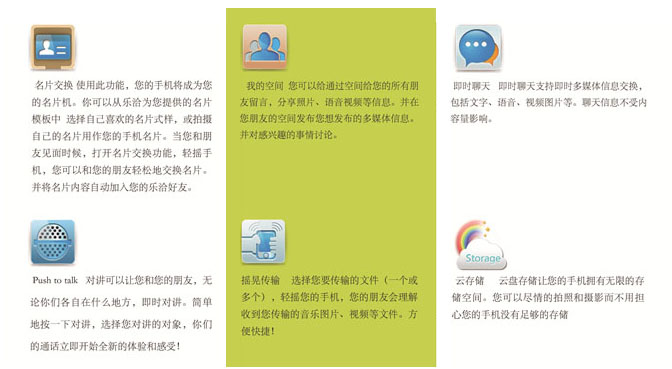 名片交换 使用此功能，您的手机将成为您
的名片机。你可以从乐洽为您提供的名片
模板中 选择自己喜欢的名片式样，或拍摄
自己的名片用作您的手机名片。当您和朋
友见面时候，打开名片交换功能，轻摇手
机，您可以和您的朋友轻松地交换名片。
并将名片内容自动加入您的乐洽好友。
我的空间 您可以给通过空间给您的所有朋
友留言，分享照片、语音视频等信息。并在
您朋友的空间发布您想发布的多媒体信息。
并对感兴趣的事情讨论。
即时聊天 即时聊天支持即时多媒体信息交换，
包括文字、语音、视频图片等。聊天信息不受内
容量影响。
Push to talk 对讲可以让您和您的朋友，无
论你们各自在什么地方，即时对讲。简单
地按一下对讲，选择您对讲的对象，你们
的通话立即开始全新的体验和感受！
摇晃传输 选择您要传输的文件（一个或
多个），轻摇您的手机，您的朋友会理解
收到您传输的音乐图片、视频等文件。方
便快捷！
Storage
云存储 云盘存储让您的手机拥有无限的存
储空间。您可以尽情的拍照和摄影而不用担
心您的手机没有足够的存储